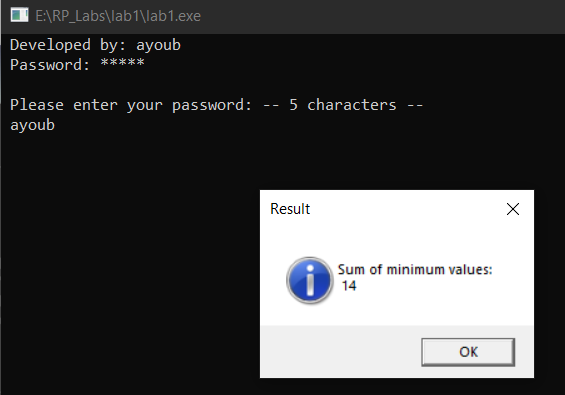 E:\RP_Labs\lab1\lab1.exe
Developed by: ayoub
Password: *****
Please enter your password: -- 5 characters --
ayoub
Result
Sum of minimum values:
14
OK